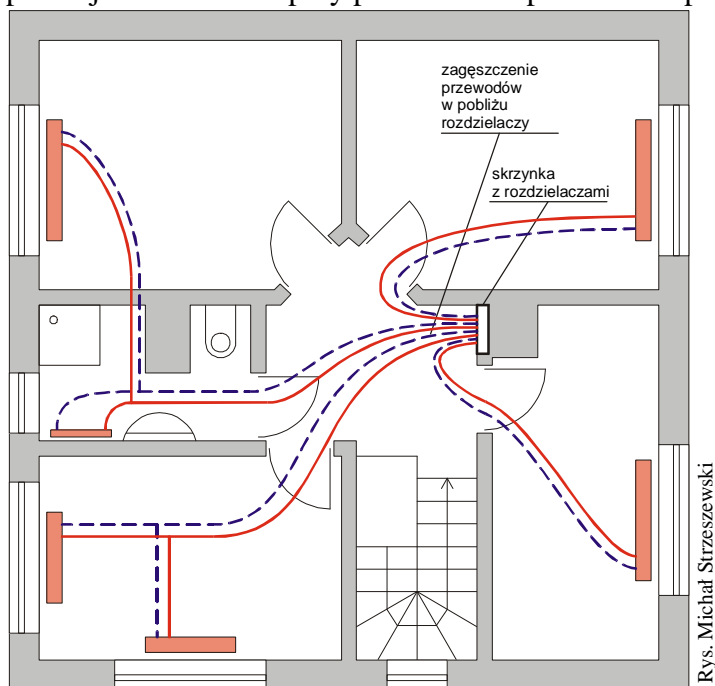 zagęszczenie
przewodów
w pobliżu
rozdzielaczy
skrzynka
z rozdzielaczami
Rys. Michał Strzeszewski